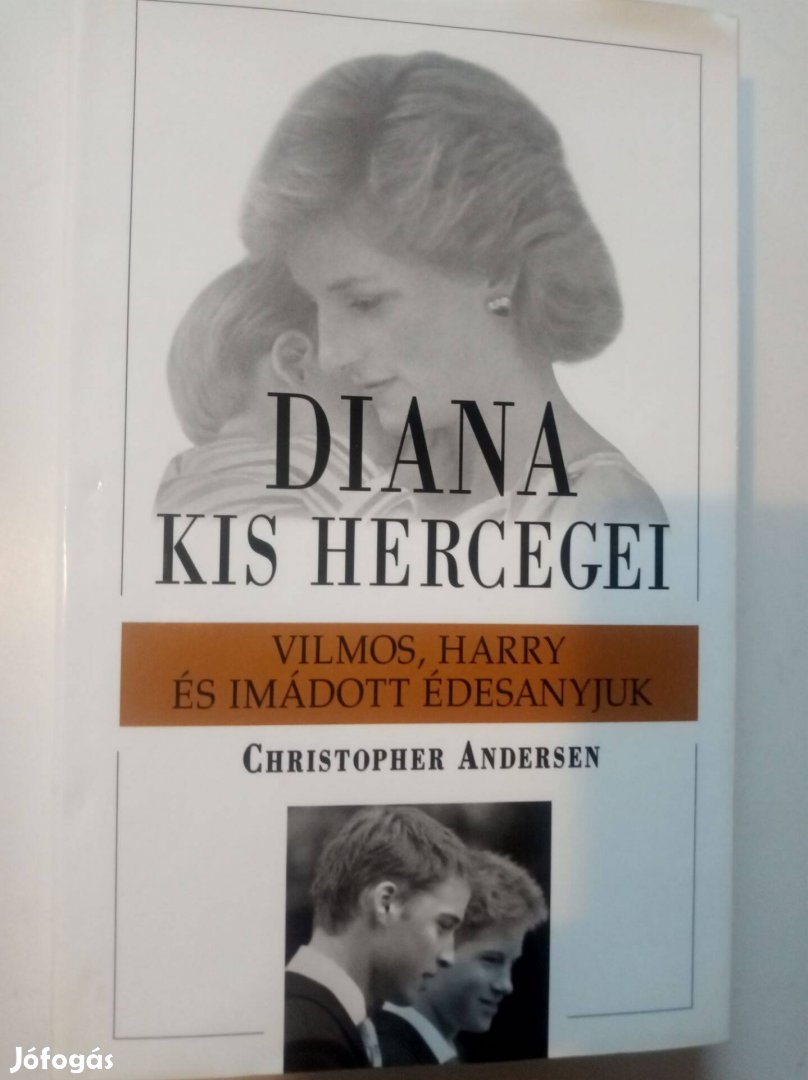 DIANA
KIS HERCEGEI
VILMOS, HARRY
ÉS IMÁDOTT ÉDESANYJUK
CHRISTOPHER ANDERSEN
Jófogás